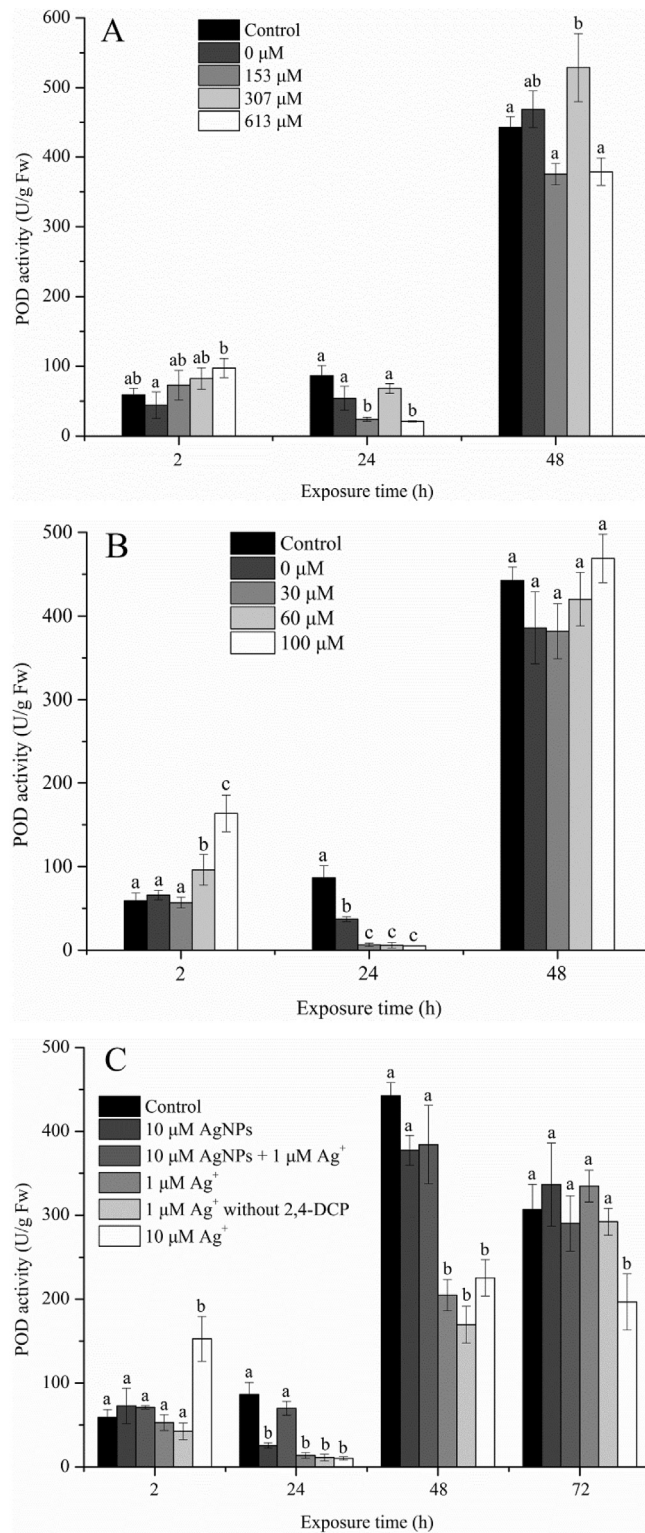 A
Control
0 μM
153 μM
307 μM
613 μM
POD activity (U/g Fw)
600
500
400
300
200
100
0
ab
a
ab
ab
b
a
a
b
a
b
a
ab
a
b
a
2
24
48
Exposure time (h)
B
Control
0 μM
30 μM
60 μM
100 μM
POD activity (U/g Fw)
500
400
300
200
100
0
a
a
a
b
c
a
b
c
c
c
a
a
a
a
a
2
24
48
Exposure time (h)
C
Control
10 μM AgNPs
10 μM AgNPs + 1 μM Ag⁺
1 μM Ag⁺
1 μM Ag⁺ without 2,4-DCP
10 μM Ag⁺
POD activity (U/g Fw)
500
400
300
200
100
0
a
a
a
a
a
b
a
b
a
b
b
b
a
a
a
b
b
b
a
a
a
a
a
b
2
24
48
72
Exposure time (h)